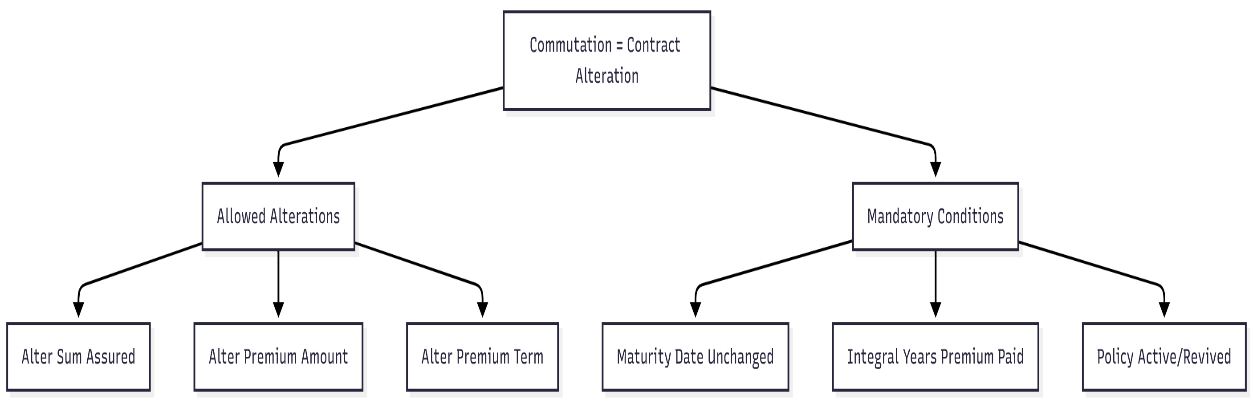 Commutation = Contract
Alteration
Allowed Alterations
Mandatory Conditions
Alter Sum Assured
Alter Premium Amount
Alter Premium Term
Maturity Date Unchanged
Integral Years Premium Paid
Policy Active/Revived